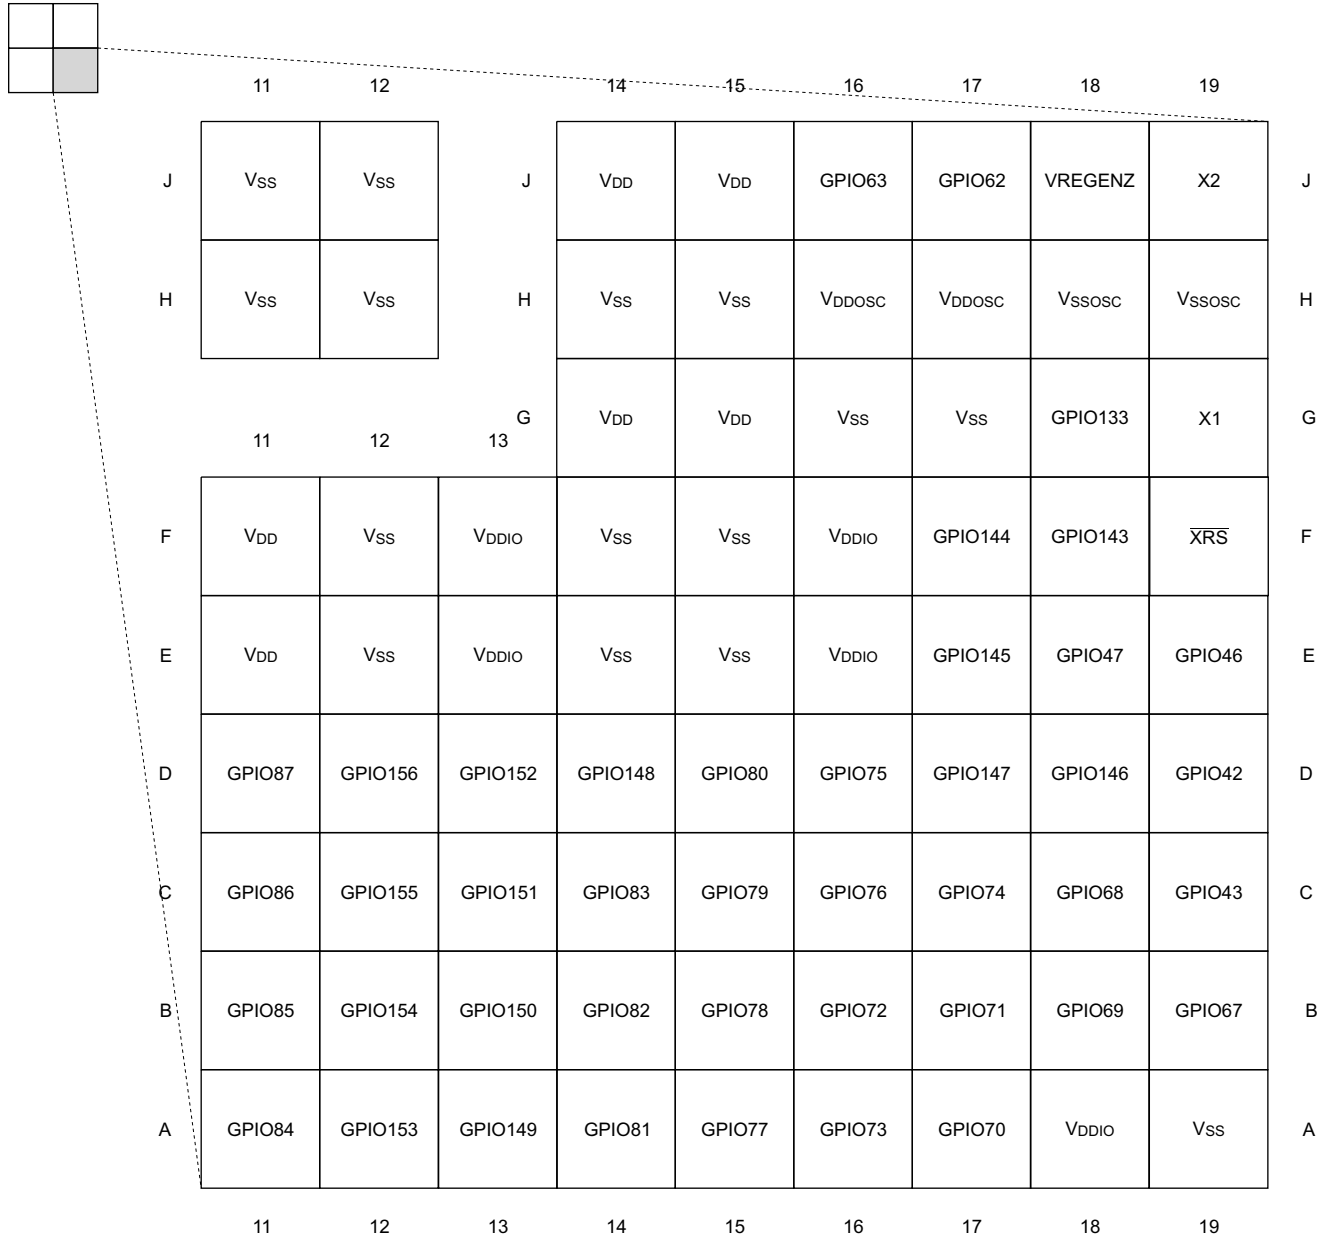 11 12 14 15 16 17 18 19
J VSS VSS J VDD VDD GPIO63 GPIO62 VREGENZ X2 J
H VSS VSS H VSS VSS VDDOSC VDDOSC VSSOSC VSSOSC H
G VDD VDD VSS VSS GPIO133 X1 G
11 12 13
F VDD VSS VDDIO VSS VSS VDDIO GPIO144 GPIO143 XRS F
E VDD VSS VDDIO VSS VSS VDDIO GPIO145 GPIO47 GPIO46 E
D GPIO87 GPIO156 GPIO152 GPIO148 GPIO80 GPIO75 GPIO147 GPIO146 GPIO42 D
C GPIO86 GPIO155 GPIO151 GPIO83 GPIO79 GPIO76 GPIO74 GPIO68 GPIO43 C
B GPIO85 GPIO154 GPIO150 GPIO82 GPIO78 GPIO72 GPIO71 GPIO69 GPIO67 B
A GPIO84 GPIO153 GPIO149 GPIO81 GPIO77 GPIO73 GPIO70 VDDIO VSS A
11 12 13 14 15 16 17 18 19